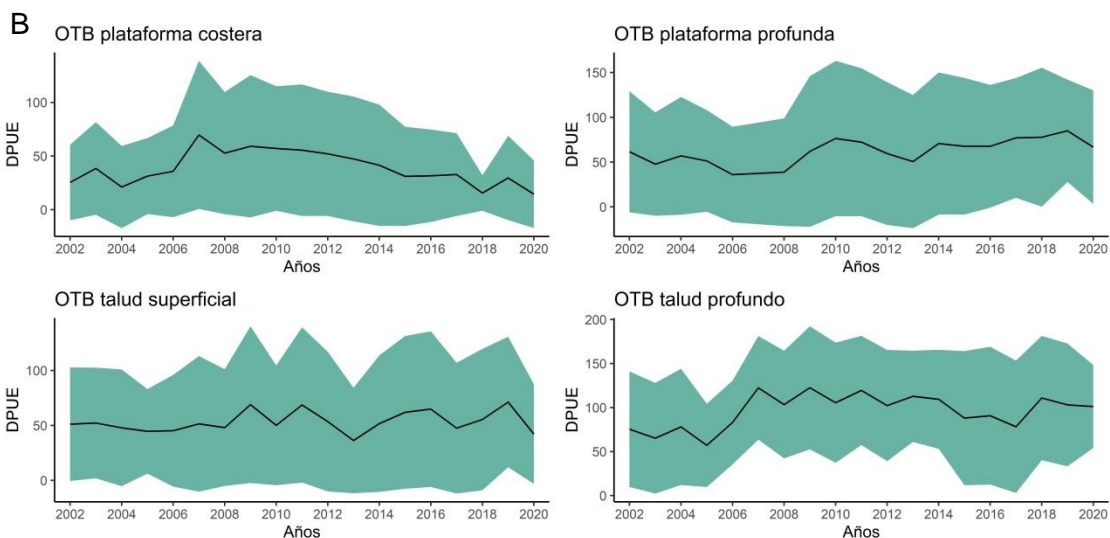 B
OTB plataforma costera
DPUE
100
50
0
2002 2004 2006 2008 2010 2012 2014 2016 2018 2020
Años
OTB plataforma profunda
DPUE
150
100
50
0
2002 2004 2006 2008 2010 2012 2014 2016 2018 2020
Años
OTB talud superficial
DPUE
100
50
0
2002 2004 2006 2008 2010 2012 2014 2016 2018 2020
Años
OTB talud profundo
DPUE
200
150
100
50
0
2002 2004 2006 2008 2010 2012 2014 2016 2018 2020
Años